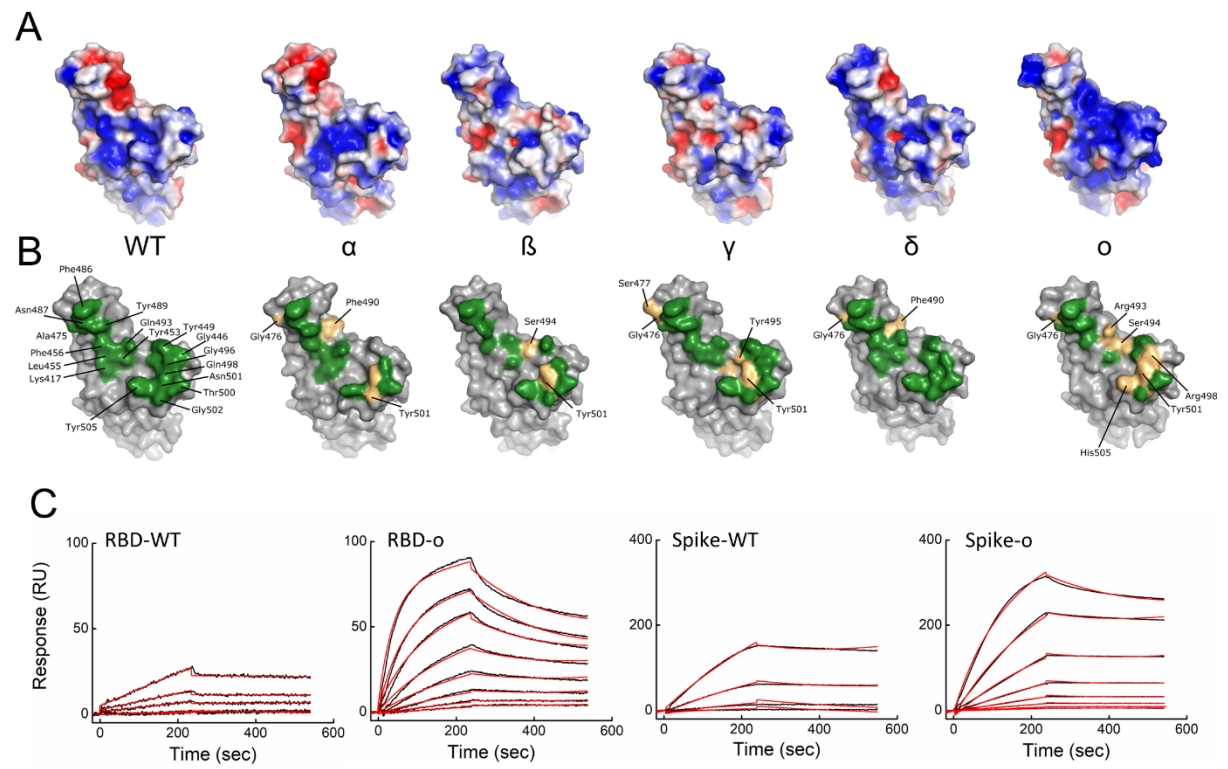 A
WT α ß γ δ ο
B
Phe486
Asn487
Tyr489
Gln493
Tyr453
Tyr449
Gly446
Ala475
Gly496
Phe456
Gln498
Leu455
Asn501
Lys417
Thr500
Gly502
Tyr505
Phe490
Gly476
Tyr501
Ser494
Tyr501
Ser477
Gly476
Tyr495
Tyr501
Phe490
Gly476
Arg493
Ser494
Gly476
Arg498
Tyr501
His505
C
RBD-WT
100
50
0
Response (RU)
0 200 400 600
Time (sec)
RBD-o
100
50
0
0 200 400 600
Time (sec)
Spike-WT
400
200
0
0 200 400 600
Time (sec)
Spike-o
400
200
0
0 200 400 600
Time (sec)